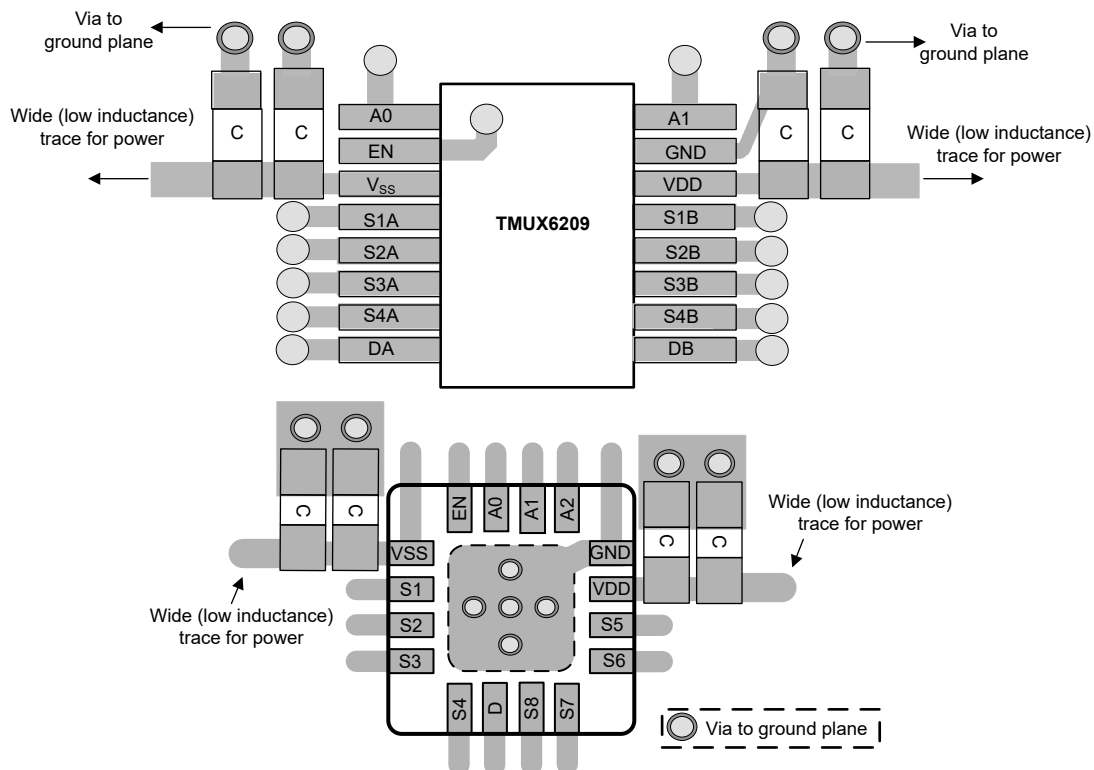 Via to
ground plane
Via to
ground plane
Wide (low inductance)
trace for power
Wide (low inductance)
trace for power
C
C
C
C
A0
EN
VSS
S1A
S2A
S3A
S4A
DA
TMUX6209
A1
GND
VDD
S1B
S2B
S3B
S4B
DB
C
C
C
C
EN
A0
A1
A2
VSS
S1
S2
S3
GND
VDD
S5
S6
S4
D
S8
S7
Wide (low inductance)
trace for power
Wide (low inductance)
trace for power
Via to ground plane